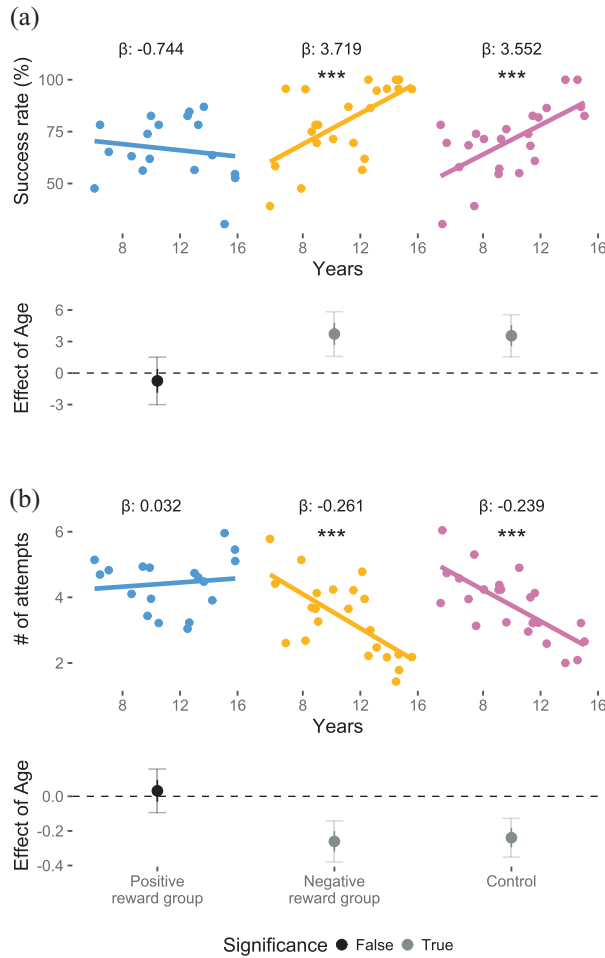 (a)
β: -0.744
β: 3.719
β: 3.552
***
***
Success rate (%)
100
75
50
8
12
16
8
12
16
8
12
16
Years
Effect of Age
6
3
0
-3
(b)
β: 0.032
β: -0.261
β: -0.239
***
***
# of attempts
6
4
2
8
12
16
8
12
16
8
12
16
Years
Effect of Age
0.0
-0.2
-0.4
Positive
reward group
Negative
reward group
Control
Significance False True